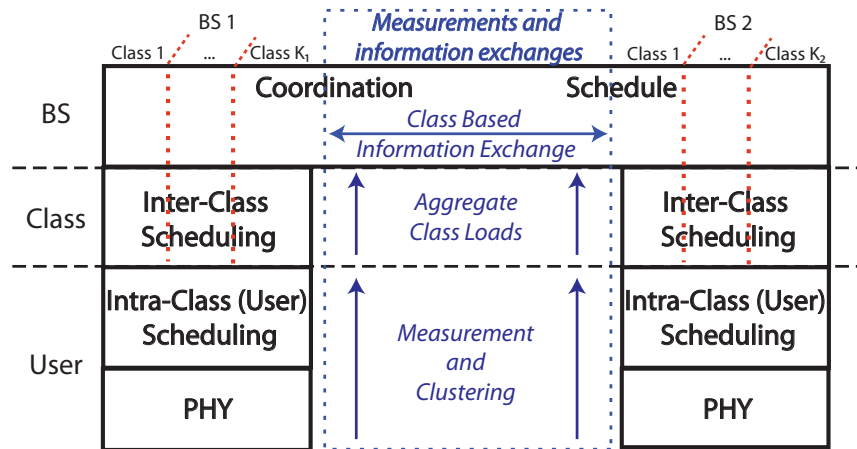 BS 1
Measurements and
information exchanges
BS 2
Class 1 ... Class K₁
Class 1 ... Class K₂
BS
Coordination Schedule
Class Based
Information Exchange
Class
Inter-Class
Scheduling
Aggregate
Class Loads
Inter-Class
Scheduling
User
Intra-Class (User)
Scheduling
Measurement
and
Clustering
Intra-Class (User)
Scheduling
PHY
PHY